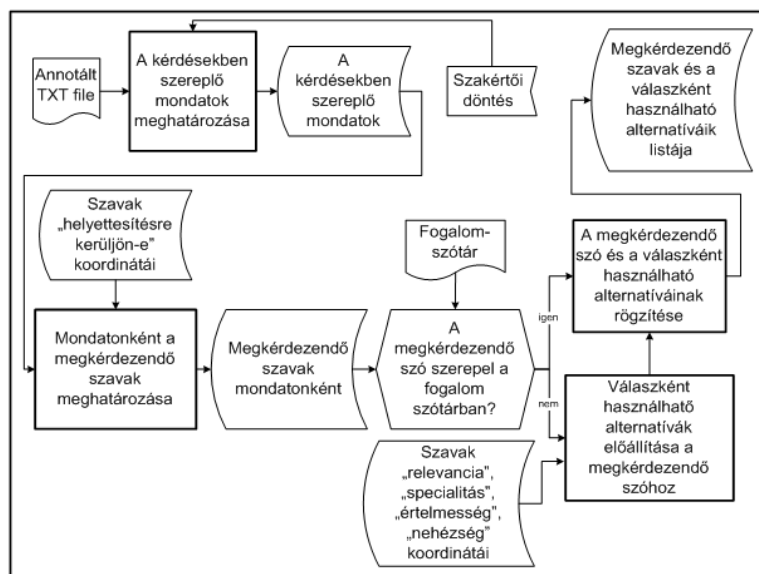 Annotált
TXT file
A kérdésekben
szereplő
mondatok
meghatározása
A
kérdésekben
szereplő
mondatok
Szakértői
döntés
Megkérdezendő
szavak és a
válaszként
használható
alternatíváik
listája
Szavak
„helyettesítésre
kerüljön-e”
koordinátái
Fogalom-
szótár
Mondatonként a
megkérdezendő
szavak
meghatározása
Megkérdezendő
szavak
mondatonként
A
megkérdezendő
szó szerepel a
fogalom
szótárban?
igen
nem
A megkérdezendő
szó és a válaszként
használható
alternatíváinak
rögzítése
Válaszként
használhatő
alternatívák
előállítása a
megkérdezendő
szóhoz
Szavak
„relevancia”,
„specialitás”,
„értelmesség”,
„nehézség”
koordinátái